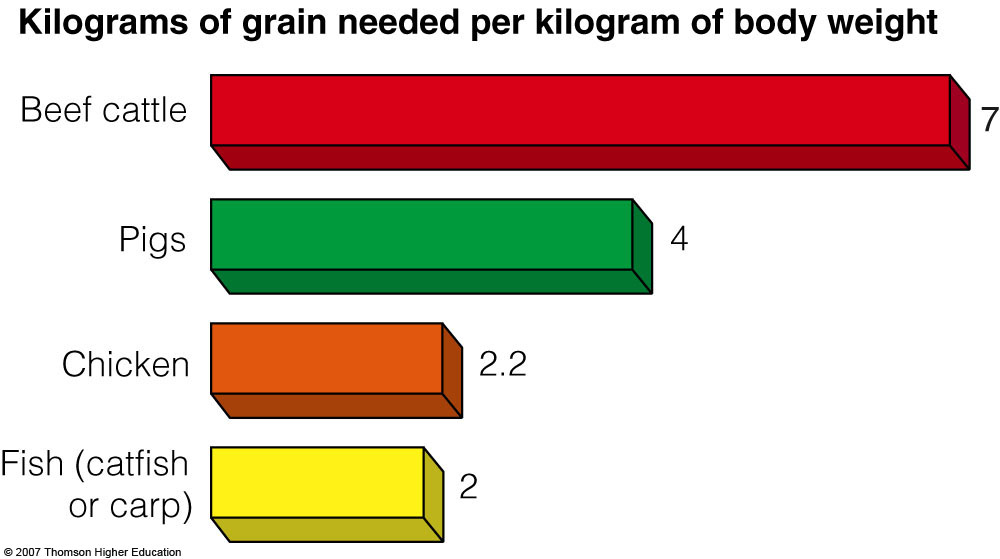 Kilograms of grain needed per kilogram of body weight
Beef cattle
7
Pigs
4
Chicken
2.2
Fish (catfish
or carp)
2
© 2007 Thomson Higher Education